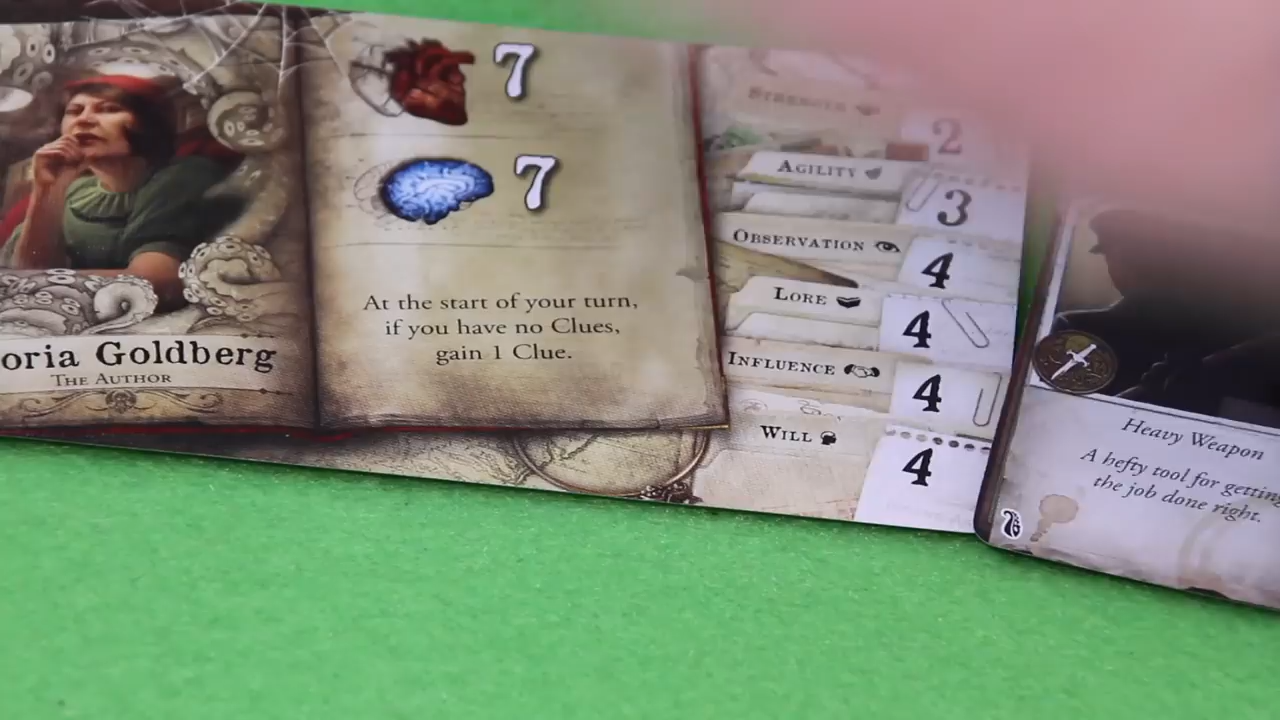 7
7
At the start of your turn,
if you have no Clues,
gain 1 Clue.
oria Goldberg
THE AUTHOR
STRENGTH
2
AGILITY
3
OBSERVATION
4
LORE
4
INFLUENCE
4
WILL
4
Heavy Weapon
A hefty tool for getting
the job done right.